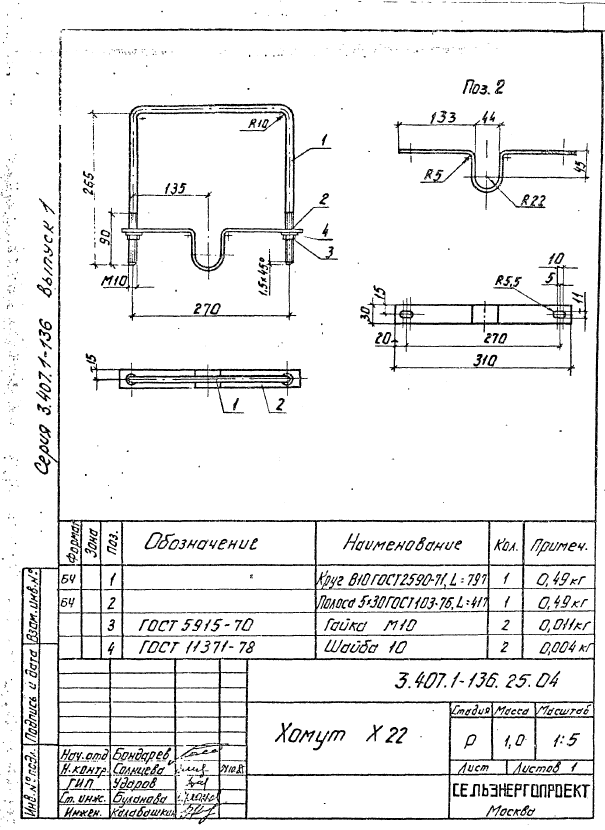 Поз. 2
133 44
R10
1
265
135
R5
45
R22
2
90
4
3
М10
1,5×45°
270
10
5
R5,5
11
15
30
20
270
310
15
1 2
Серия 3.407.1-136 Выпуск 1
Формат Зона Поз. Обозначение Наименование Кол. Примеч.
БЧ 1 Круг В10 ГОСТ 2590-71, L=797 1 0,49кг
БЧ 2 Полоса 5×30 ГОСТ 103-76, L=417 1 0,49кг
3 ГОСТ 5915-70 Гайка М10 2 0,011кг
4 ГОСТ 11371-78 Шайба 10 2 0,004кг
3.407.1-136.25.04
Хомут Х22
Стадия Масса Масштаб
Р 1,0 1:5
Лист Листов 1
СЕЛЬЭНЕРГОПРОЕКТ
Москва
Нач.отд Бондарев
Н.контр. Солнцева
ГИП Ударов
Ст. инж. Буланова
Инжен. Калабашкин
Инв.№ подл. Подпись и дата Взам.инв.№